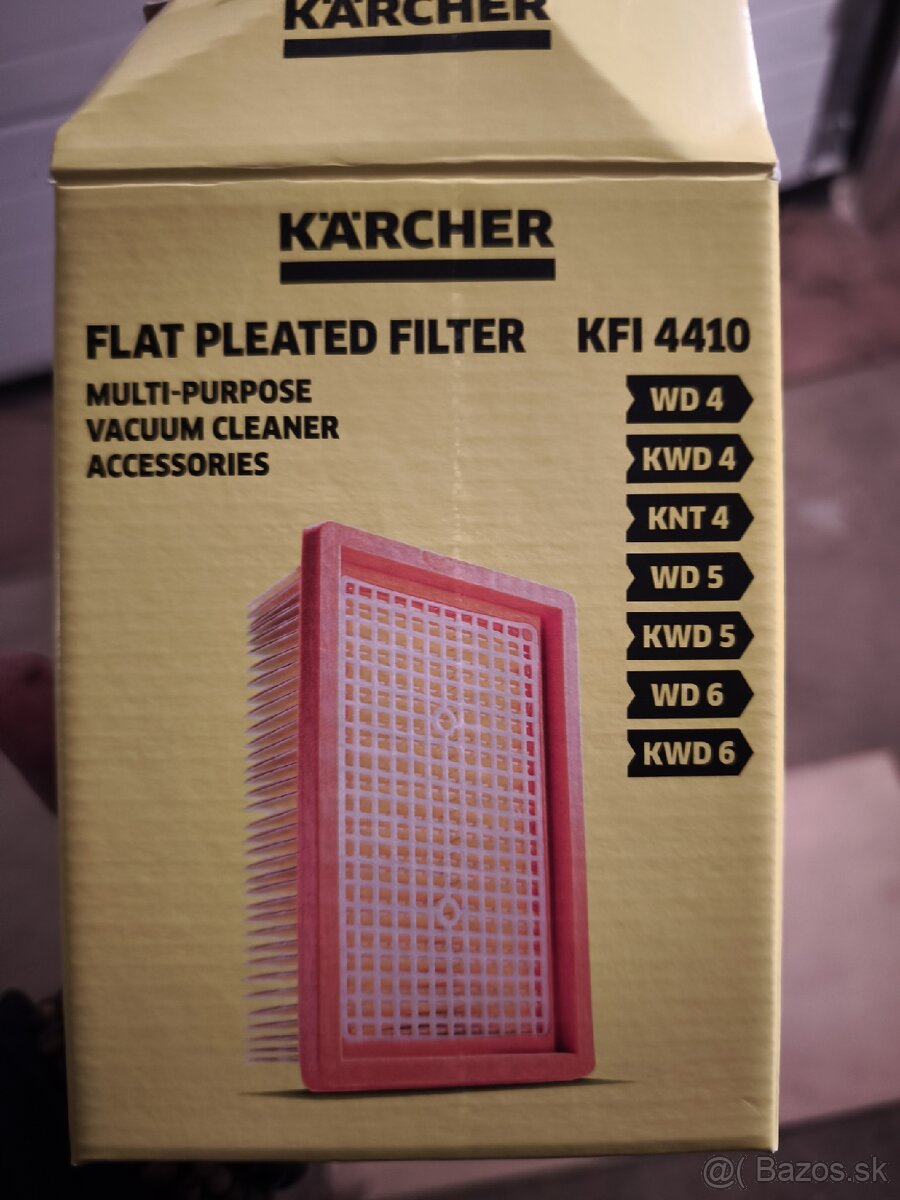 KÄRCHER
KÄRCHER
FLAT PLEATED FILTER KFI 4410
MULTI-PURPOSE
VACUUM CLEANER
ACCESSORIES
WD 4
KWD 4
KNT 4
WD 5
KWD 5
WD 6
KWD 6
@( Bazos.sk